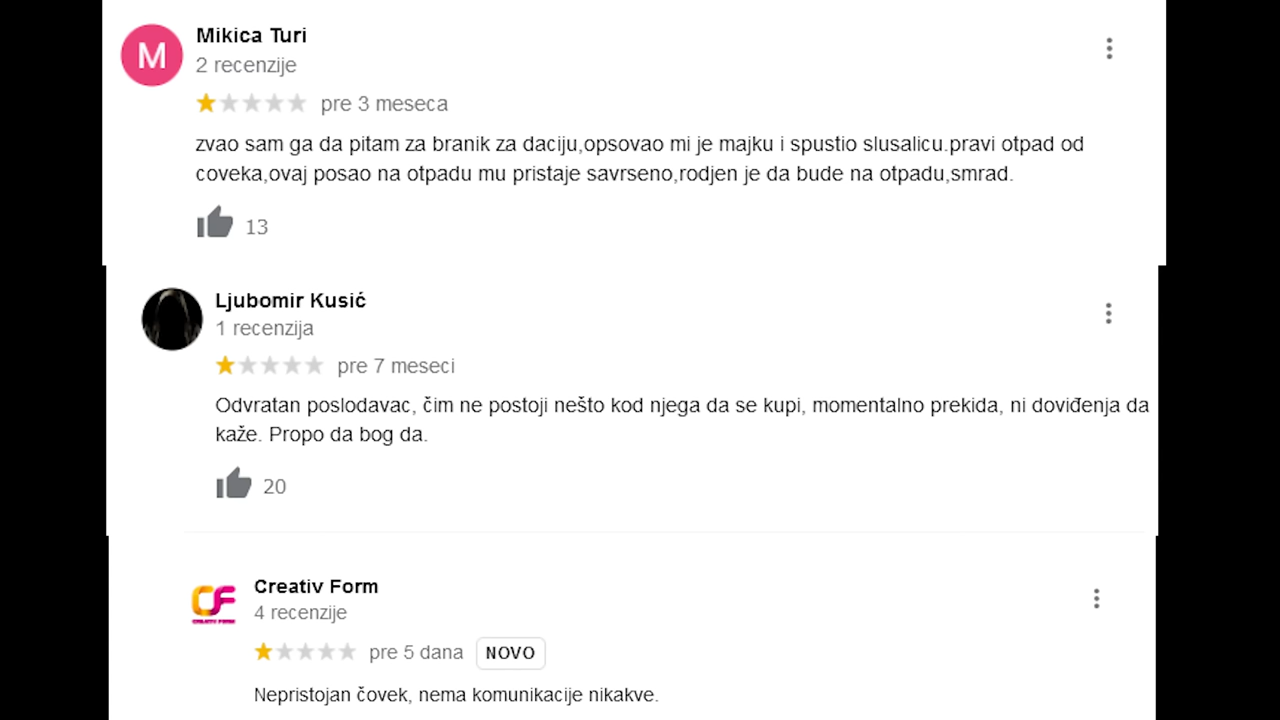 M
Mikica Turi
2 recenzije
pre 3 meseca
zvao sam ga da pitam za branik za daciju,opsovao mi je majku i spustio slusalicu.pravi otpad od
coveka,ovaj posao na otpadu mu pristaje savrseno,rodjen je da bude na otpadu,smrad.
13
Ljubomir Kusić
1 recenzija
pre 7 meseci
Odvratan poslodavac, čim ne postoji nešto kod njega da se kupi, momentalno prekida, ni doviđenja da
kaže. Propo da bog da.
20
CF
CREATIV FORM
Creativ Form
4 recenzije
pre 5 dana NOVO
Nepristojan čovek, nema komunikacije nikakve.